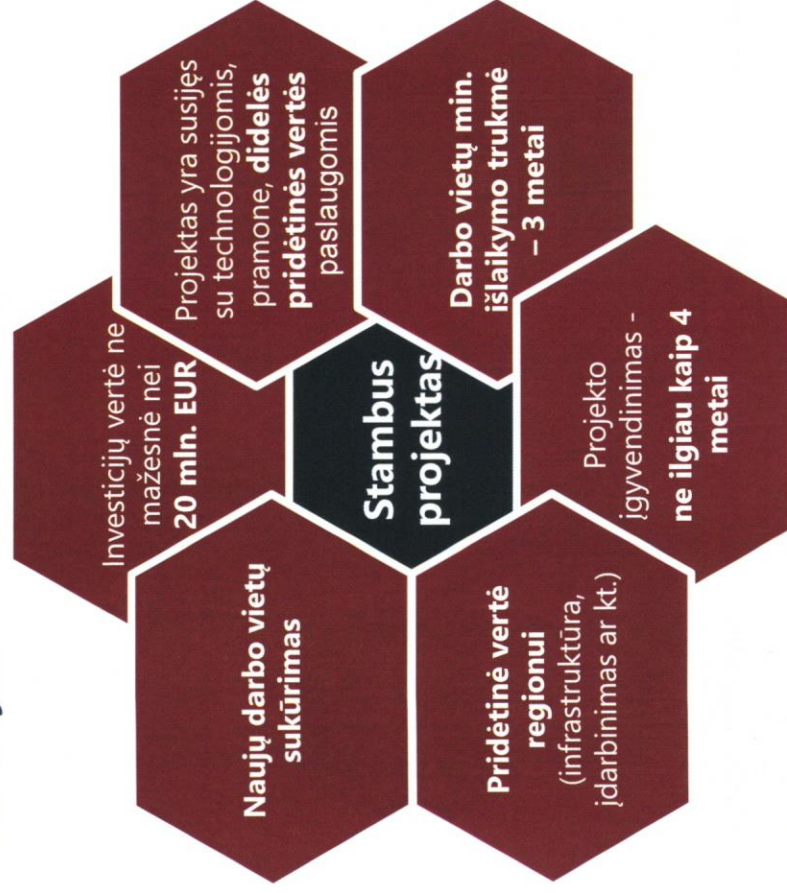 Investicijų vertė ne
mažesnė nei
20 mln. EUR
Projektas yra susijęs
su technologijomis,
pramone, didelės
pridėtinės vertės
paslaugomis
Darbo vietų min.
išlaikymo trukmė
– 3 metai
Projekto
įgyvendinimas -
ne ilgiau kaip 4
metai
Pridėtinė vertė
regionui
(infrastruktūra,
įdarbinimas ar kt.)
Naujų darbo vietų
sukūrimas
Stambus
projektas